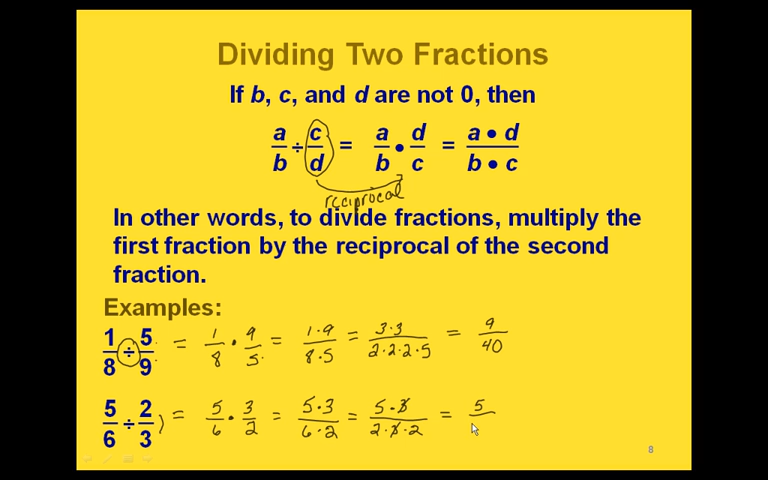 Dividing Two Fractions
If b, c, and d are not 0, then
a/b ÷ c/d = a/b • d/c = a • d / b • c
reciprocal
In other words, to divide fractions, multiply the
first fraction by the reciprocal of the second
fraction.
Examples:
1/8 ÷ 5/9 = 1/8 · 9/5 = 1·9 / 8·5 = 3·3 / 2·2·2·5 = 9/40
5/6 ÷ 2/3 = 5/6 · 3/2 = 5·3 / 6·2 = 5·3 / 2·3·2 = 5/
8